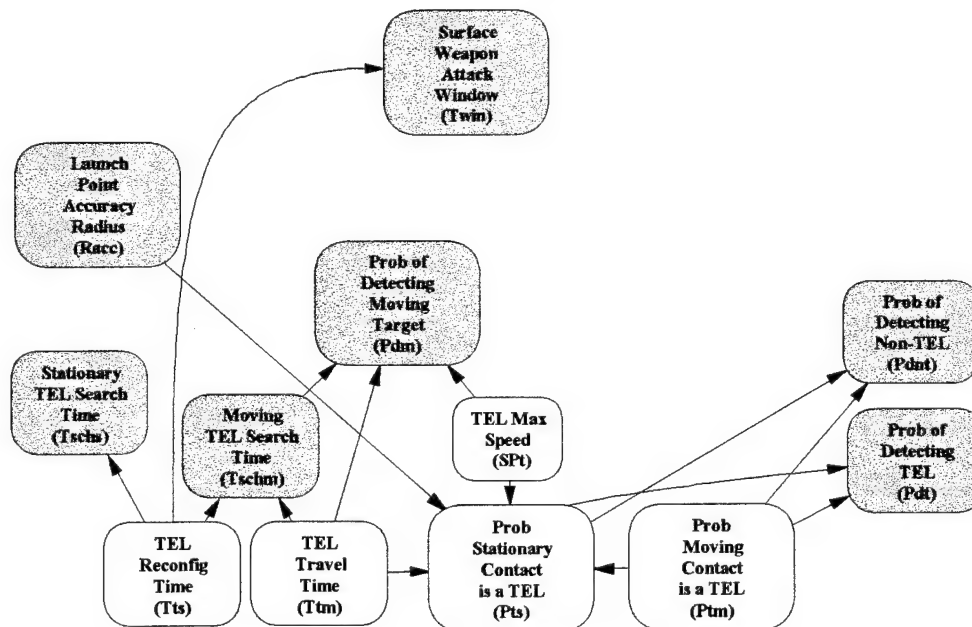 Surface
Weapon
Attack
Window
(Twin)
Launch
Point
Accuracy
Radius
(Racc)
Prob of
Detecting
Moving
Target
(Pdm)
Prob of
Detecting
Non-TEL
(Pdnt)
Stationary
TEL Search
Time
(Tschs)
Moving
TEL Search
Time
(Tschm)
TEL Max
Speed
(SPt)
Prob of
Detecting
TEL
(Pdt)
TEL
Reconfig
Time
(Tts)
TEL
Travel
Time
(Ttm)
Prob
Stationary
Contact
is a TEL
(Pts)
Prob
Moving
Contact
is a TEL
(Ptm)